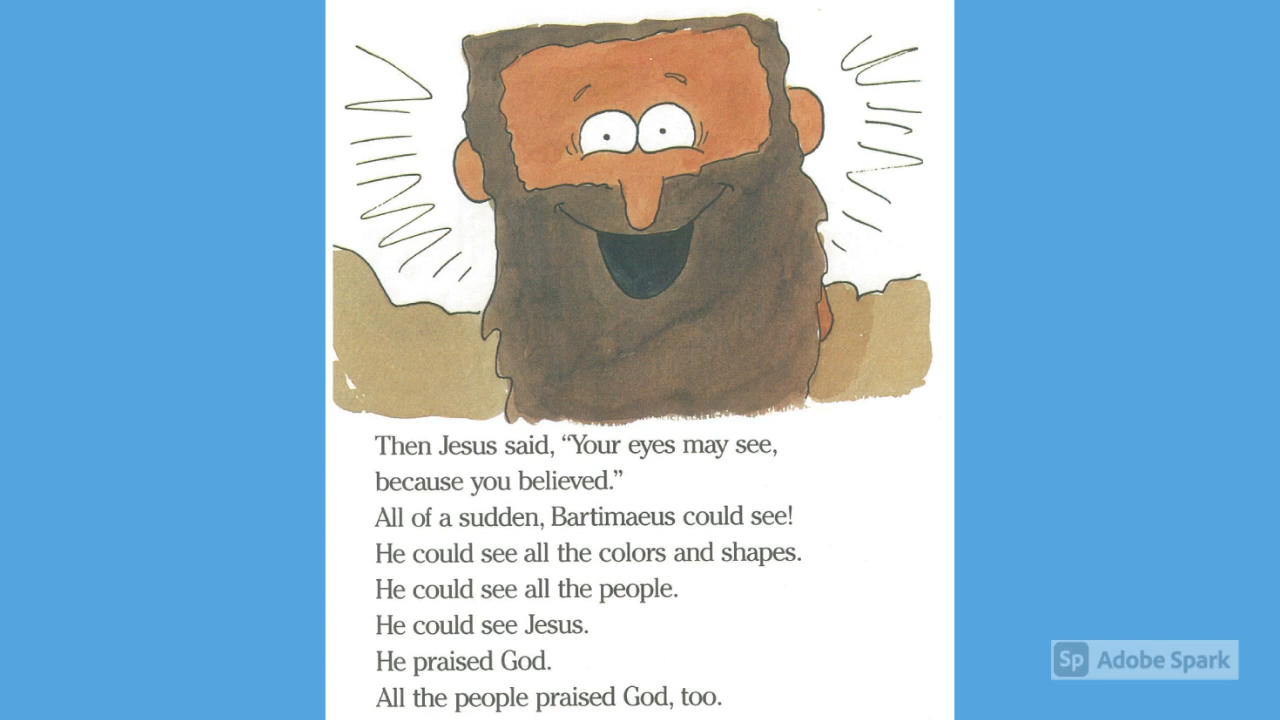 Then Jesus said, “Your eyes may see,
because you believed.”
All of a sudden, Bartimaeus could see!
He could see all the colors and shapes.
He could see all the people.
He could see Jesus.
He praised God.
All the people praised God, too.
Sp Adobe Spark